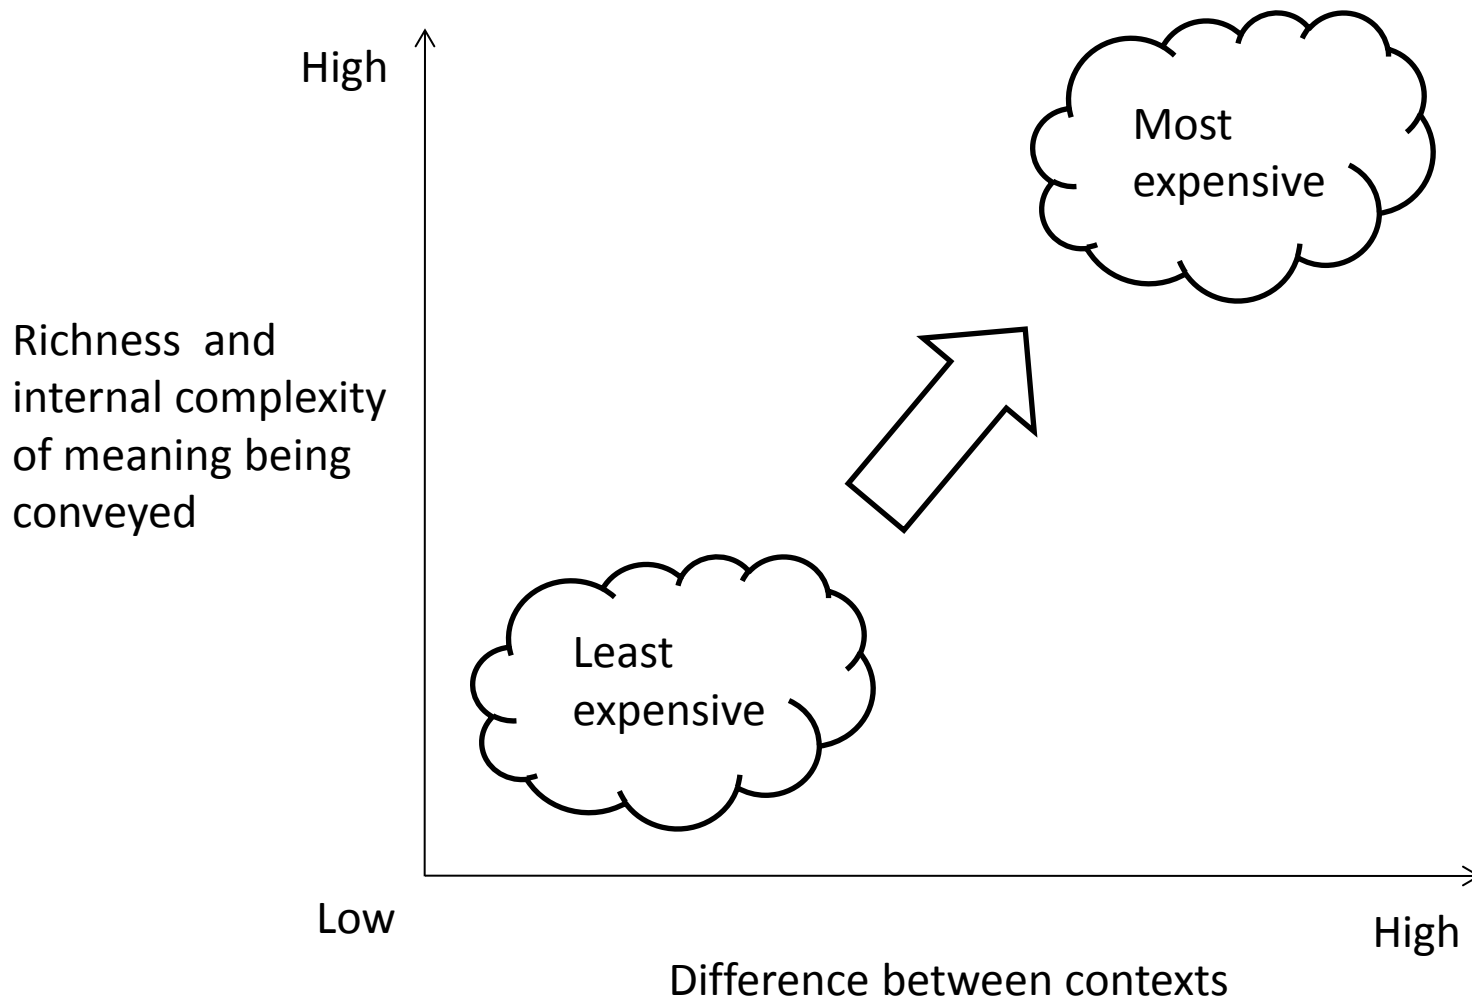 High
Most
expensive
Richness and
internal complexity
of meaning being
conveyed
Least
expensive
Low
High
Difference between contexts